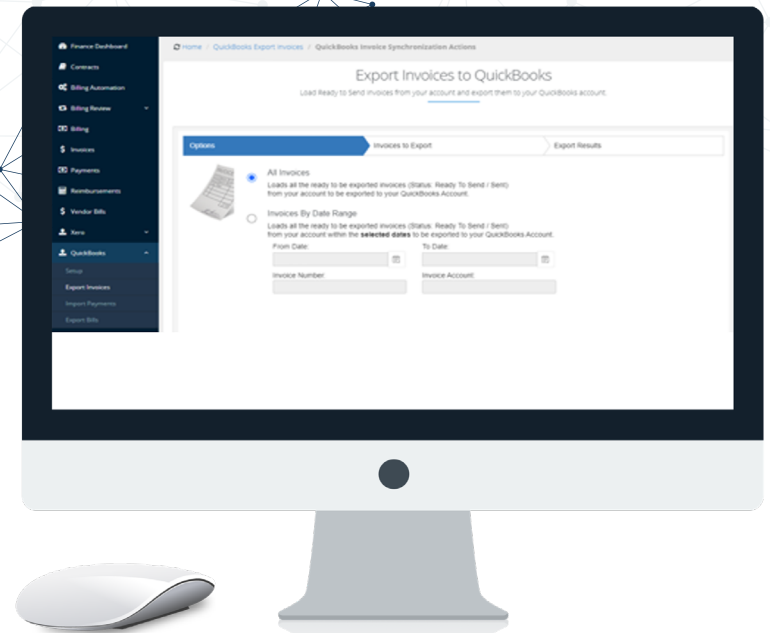 Finance Dashboard
Contracts
Billing Automation
Billing Review
Billing
Invoices
Payments
Reimbursements
Vendor Bills
Xero
QuickBooks
Setup
Export Invoices
Import Payments
Export Bills
Home / QuickBooks Export Invoices / QuickBooks Invoice Synchronization Actions
Export Invoices to QuickBooks
Load Ready to Send invoices from your account and export them to your QuickBooks account.
Options
Invoices to Export
Export Results
All Invoices
Loads all the ready to be exported invoices (Status: Ready To Send / Sent)
from your account to be exported to your QuickBooks Account.
Invoices By Date Range
Loads all the ready to be exported invoices (Status: Ready To Send / Sent)
from your account within the selected dates to be exported to your QuickBooks Account.
From Date:
To Date:
Invoice Number:
Invoice Account: